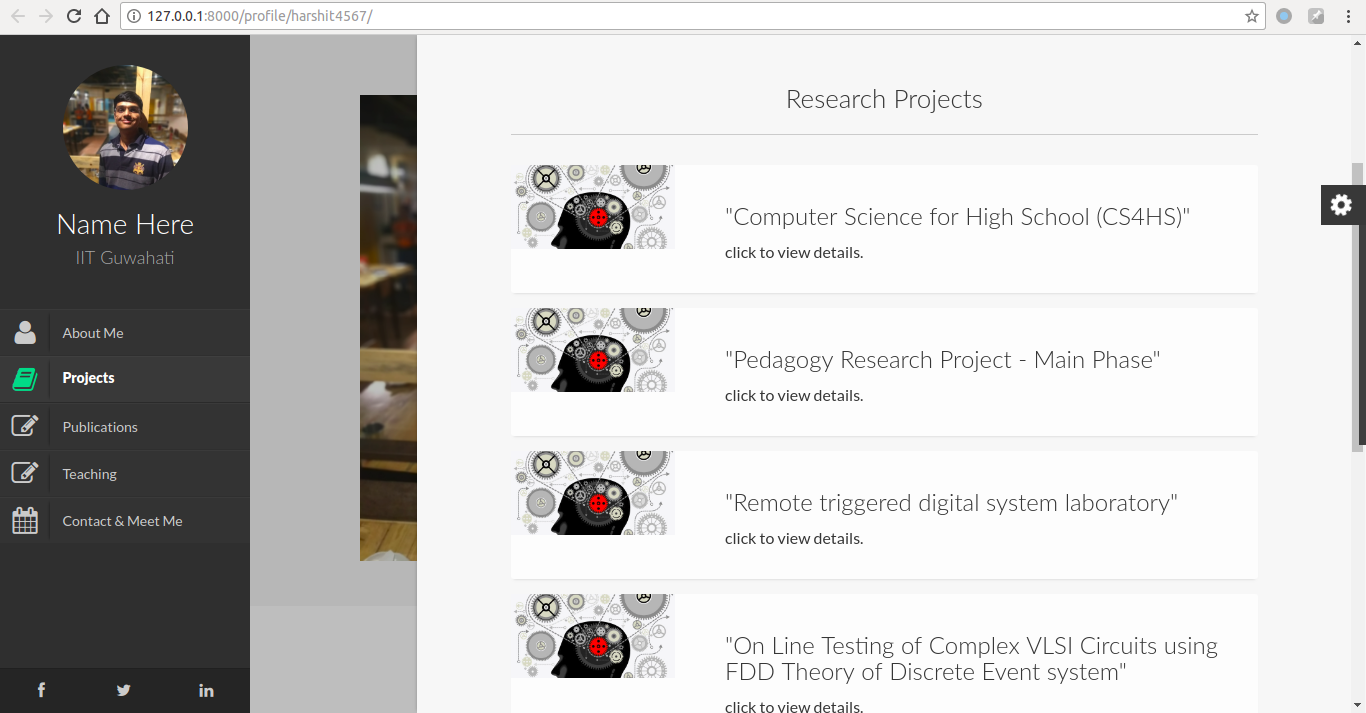 127.0.0.1:8000/profile/harshit4567/
Name Here
IIT Guwahati
About Me
Projects
Publications
Teaching
Contact & Meet Me
Research Projects
"Computer Science for High School (CS4HS)"
click to view details.
"Pedagogy Research Project - Main Phase"
click to view details.
"Remote triggered digital system laboratory"
click to view details.
"On Line Testing of Complex VLSI Circuits using
FDD Theory of Discrete Event system"
click to view details.